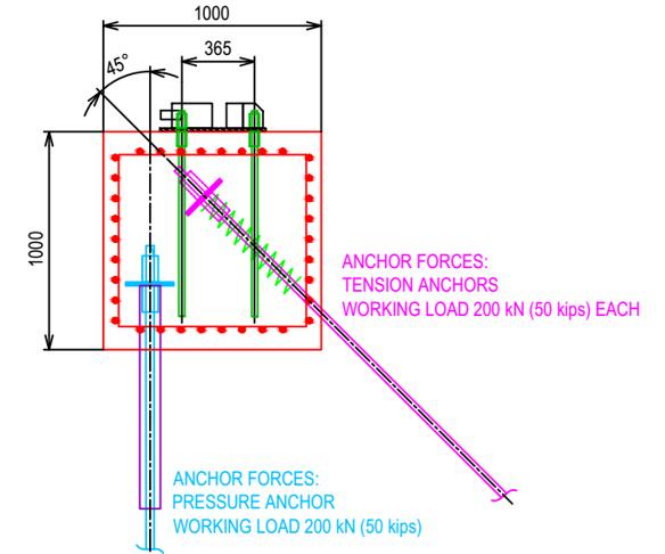 1000
365
45°
1000
ANCHOR FORCES:
TENSION ANCHORS
WORKING LOAD 200 kN (50 kips) EACH
ANCHOR FORCES:
PRESSURE ANCHOR
WORKING LOAD 200 kN (50 kips)